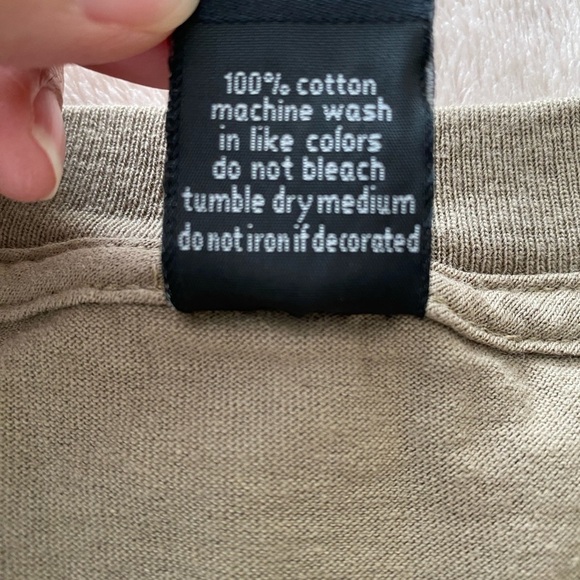 100% cotton
machine wash
in like colors
do not bleach
tumble dry medium
do not iron if decorated